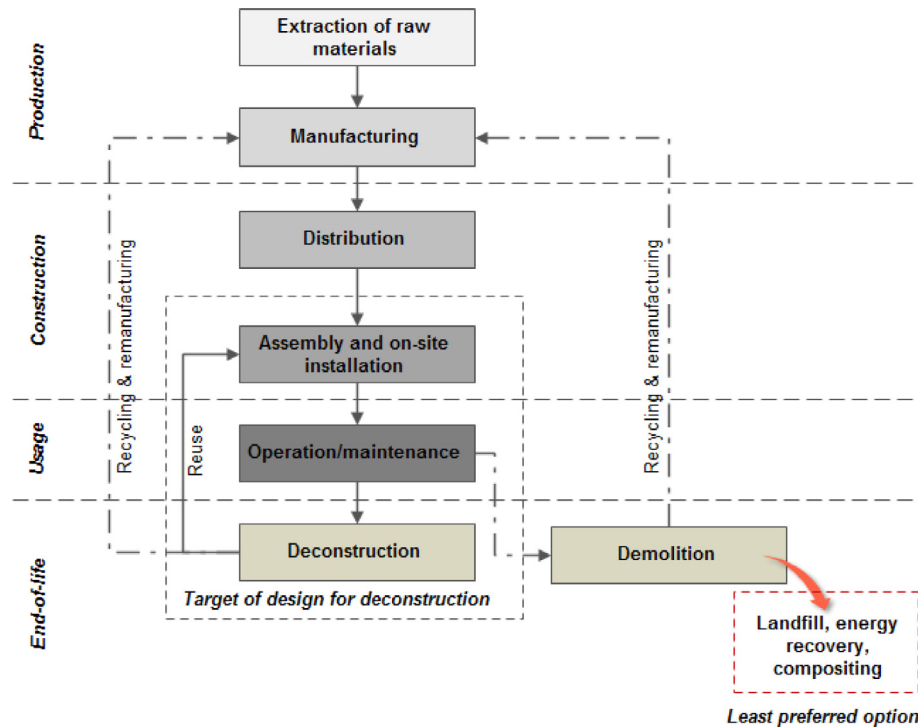 Production
Extraction of raw
materials
Manufacturing
Construction
Distribution
Recycling & remanufacturing
Recycling & remanufacturing
Assembly and on-site
installation
Usage
Reuse
Operation/maintenance
End-of-life
Deconstruction
Demolition
Target of design for deconstruction
Landfill, energy
recovery,
compositing
Least preferred option